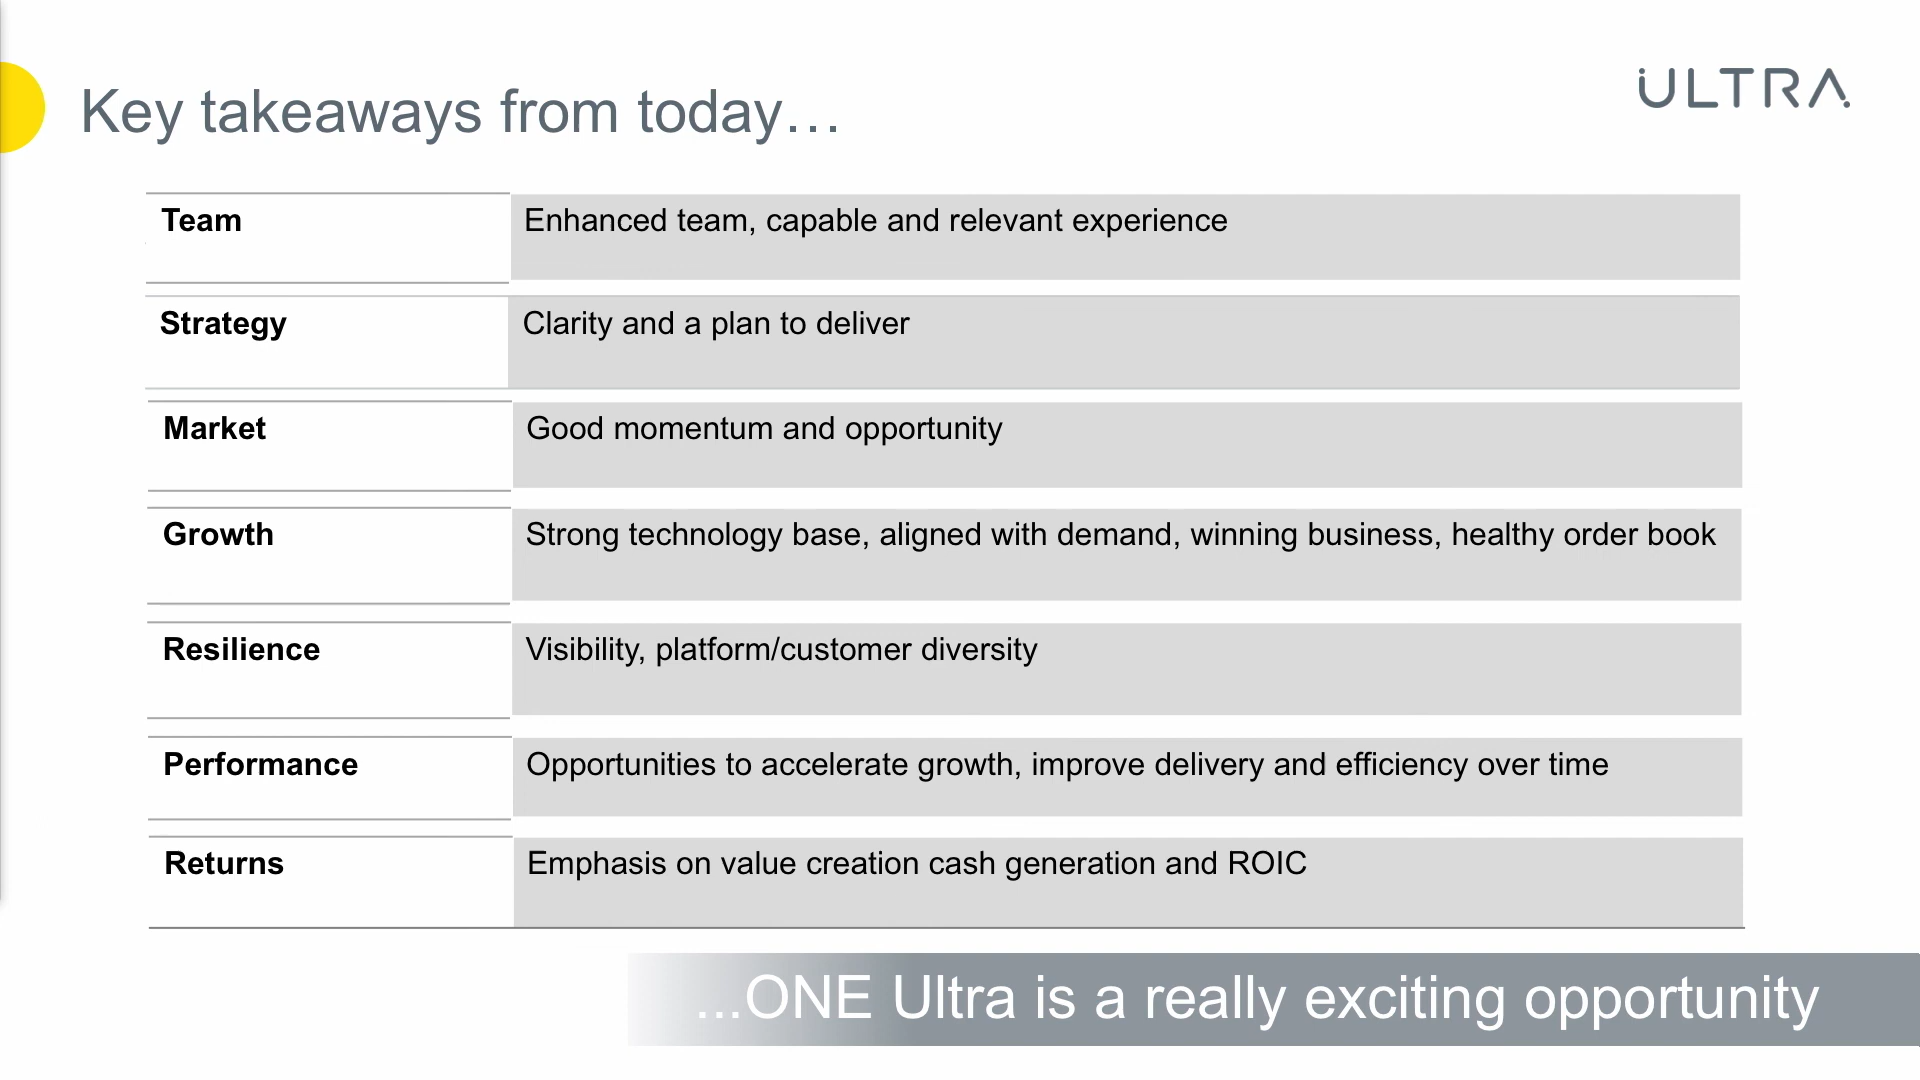 Key takeaways from today…
ULTRA
Team
Enhanced team, capable and relevant experience
Strategy
Clarity and a plan to deliver
Market
Good momentum and opportunity
Growth
Strong technology base, aligned with demand, winning business, healthy order book
Resilience
Visibility, platform/customer diversity
Performance
Opportunities to accelerate growth, improve delivery and efficiency over time
Returns
Emphasis on value creation cash generation and ROIC
...ONE Ultra is a really exciting opportunity